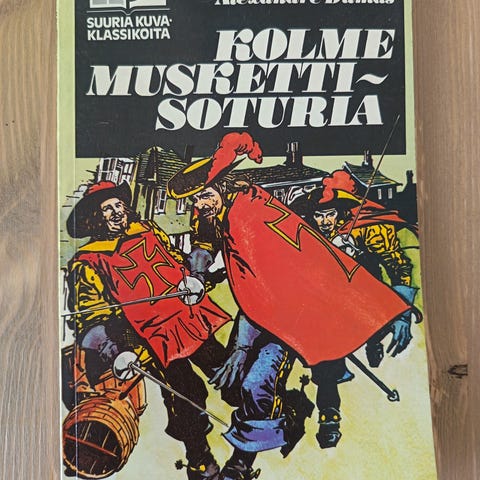 Alexandre Dumas
SUURIA KUVA-
KLASSIKOITA
KOLME
MUSKETTI~
SOTURIA